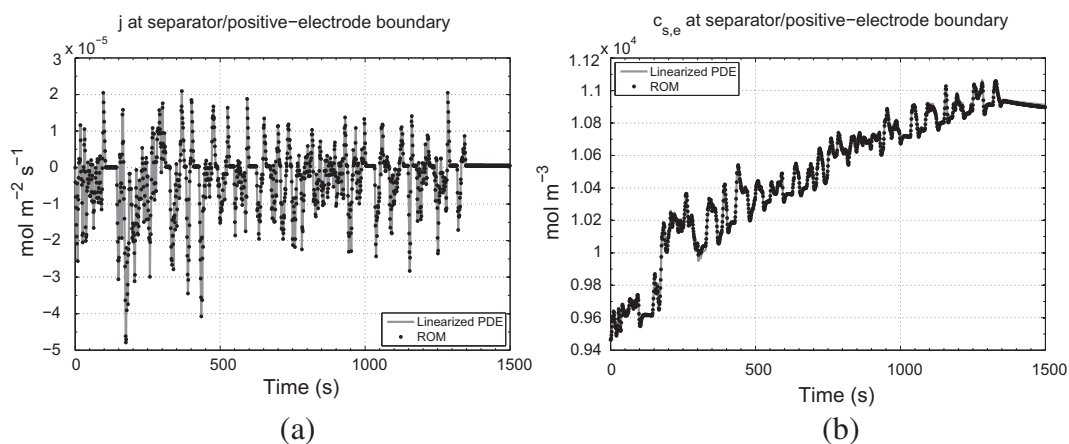 j at separator/positive−electrode boundary
x 10⁻⁵
3
2
1
0
−1
−2
−3
−4
−5
mol m⁻² s⁻¹
Linearized PDE
ROM
0 500 1000 1500
Time (s)
(a)
c_{s,e} at separator/positive−electrode boundary
x 10⁴
1.12
1.1
1.08
1.06
1.04
1.02
1
0.98
0.96
0.94
mol m⁻³
Linearized PDE
ROM
0 500 1000 1500
Time (s)
(b)